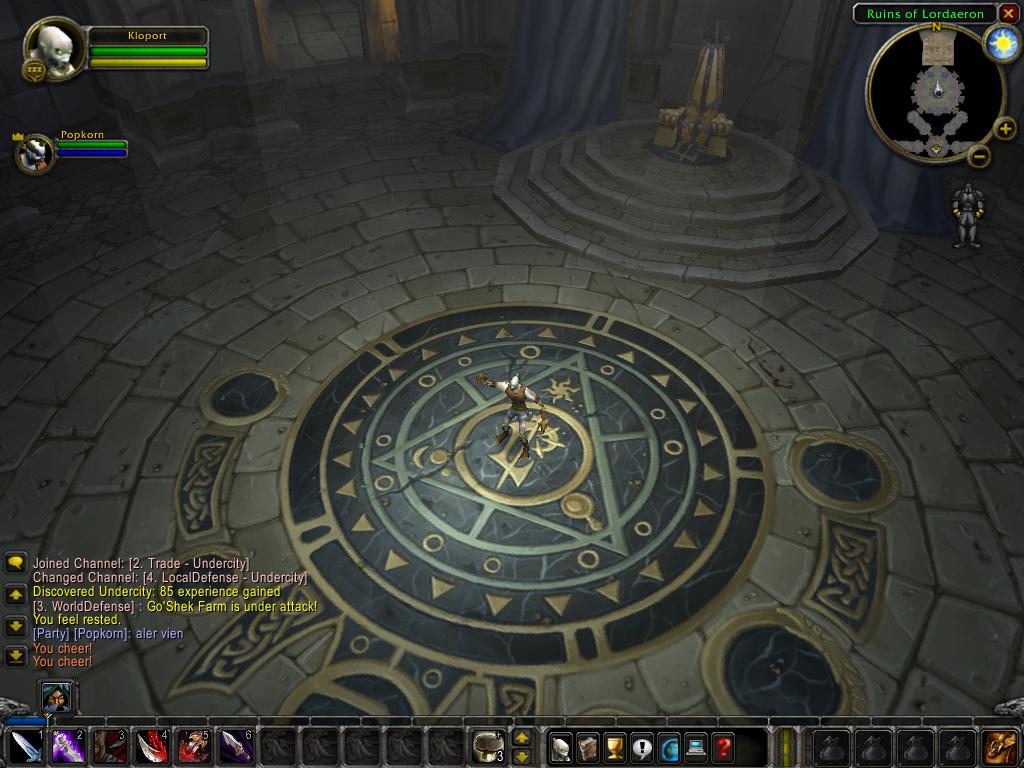 Kloport
Ruins of Lordaeron
N
zzz
Popkorn
Joined Channel: [2. Trade - Undercity]
Changed Channel: [4. LocalDefense - Undercity]
Discovered Undercity: 85 experience gained
[3. WorldDefense] : Go'Shek Farm is under attack!
You feel rested.
[Party] [Popkorn]: aler vien
You cheer!
You cheer!
1 2 3 4 5 6
3